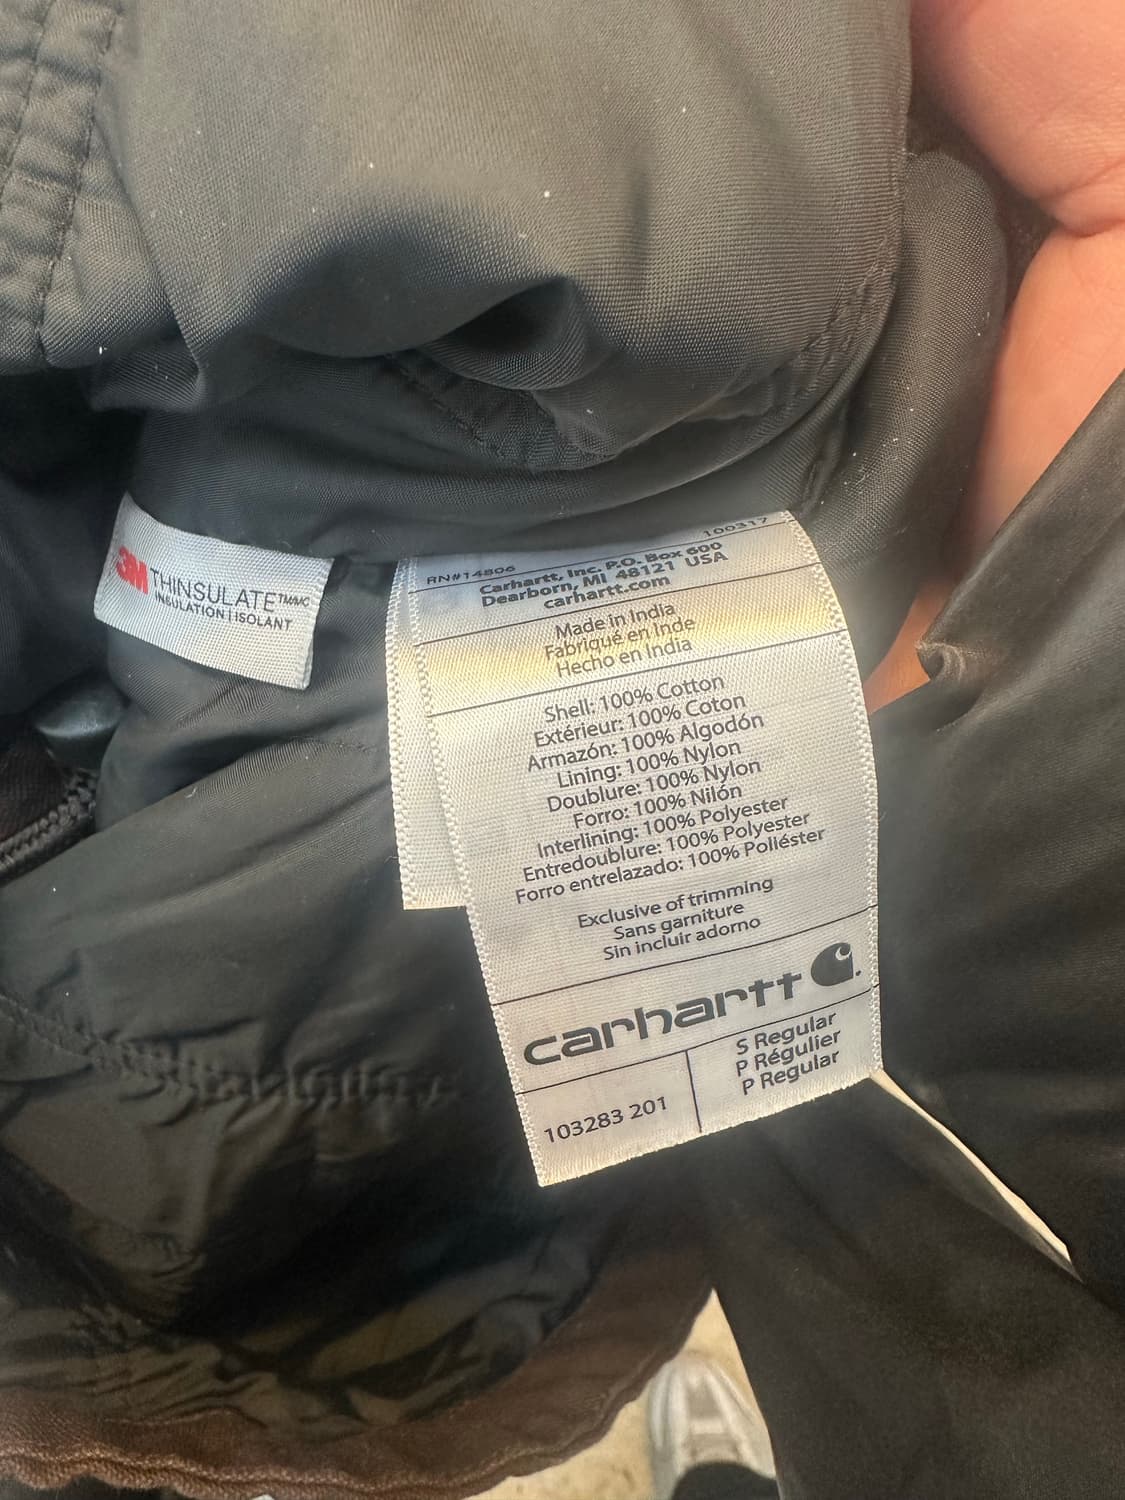 3M THINSULATE™MC
INSULATION | ISOLANT
RN#14806 100317
Carhartt, Inc. P.O. Box 600
Dearborn, MI 48121 USA
carhartt.com
Made in India
Fabriqué en Inde
Hecho en India
Shell: 100% Cotton
Extérieur: 100% Coton
Armazón: 100% Algodón
Lining: 100% Nylon
Doublure: 100% Nylon
Forro: 100% Nilón
Interlining: 100% Polyester
Entredoublure: 100% Polyester
Forro entrelazado: 100% Poliéster
Exclusive of trimming
Sans garniture
Sin incluir adorno
carhartt
103283 201
S Regular
P Régulier
P Regular